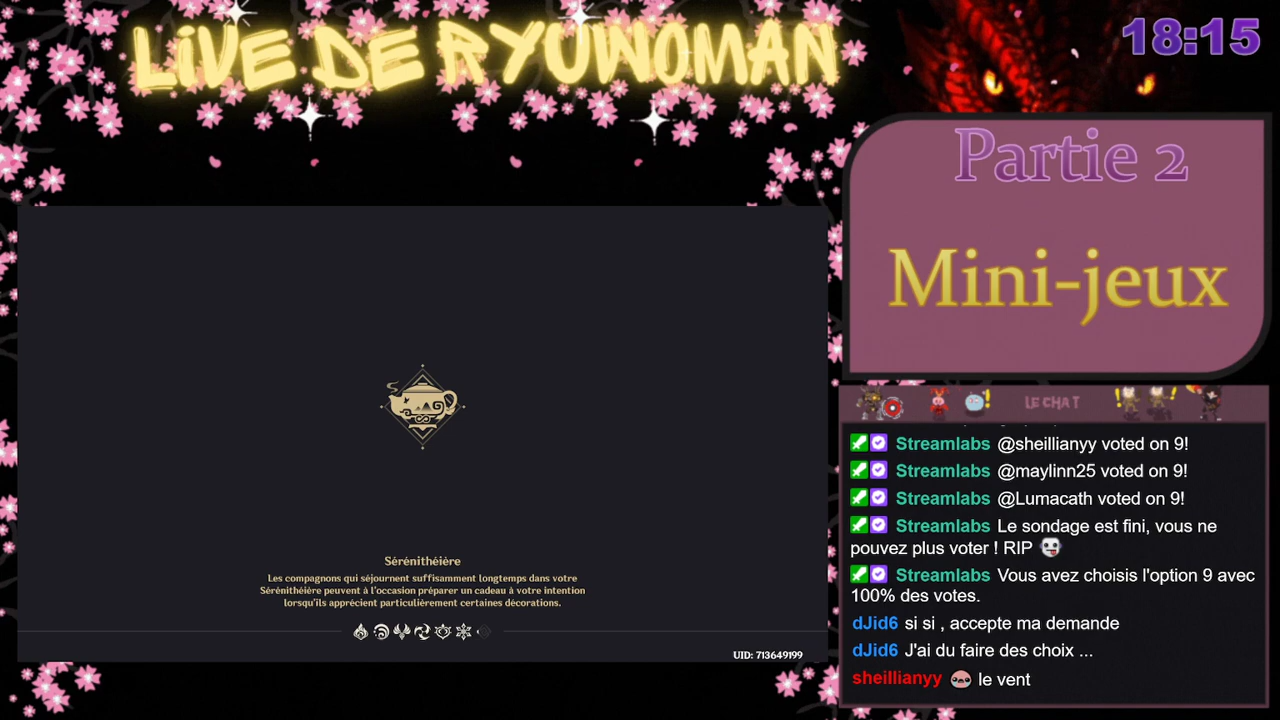 LIVE DE RYUWOMAN
18:15
Partie 2
Mini-jeux
LE CHAT
Streamlabs @sheillianyy voted on 9!
Streamlabs @maylinn25 voted on 9!
Streamlabs @Lumacath voted on 9!
Streamlabs Le sondage est fini, vous ne
pouvez plus voter ! RIP
Streamlabs Vous avez choisis l'option 9 avec
100% des votes.
dJid6 si si , accepte ma demande
dJid6 J'ai du faire des choix ...
sheillianyy le vent
Sérénithéière
Les compagnons qui séjournent suffisamment longtemps dans votre
Sérénithéière peuvent à l'occasion préparer un cadeau à votre intention
lorsqu'ils apprécient particulièrement certaines décorations.
UID: 713649199